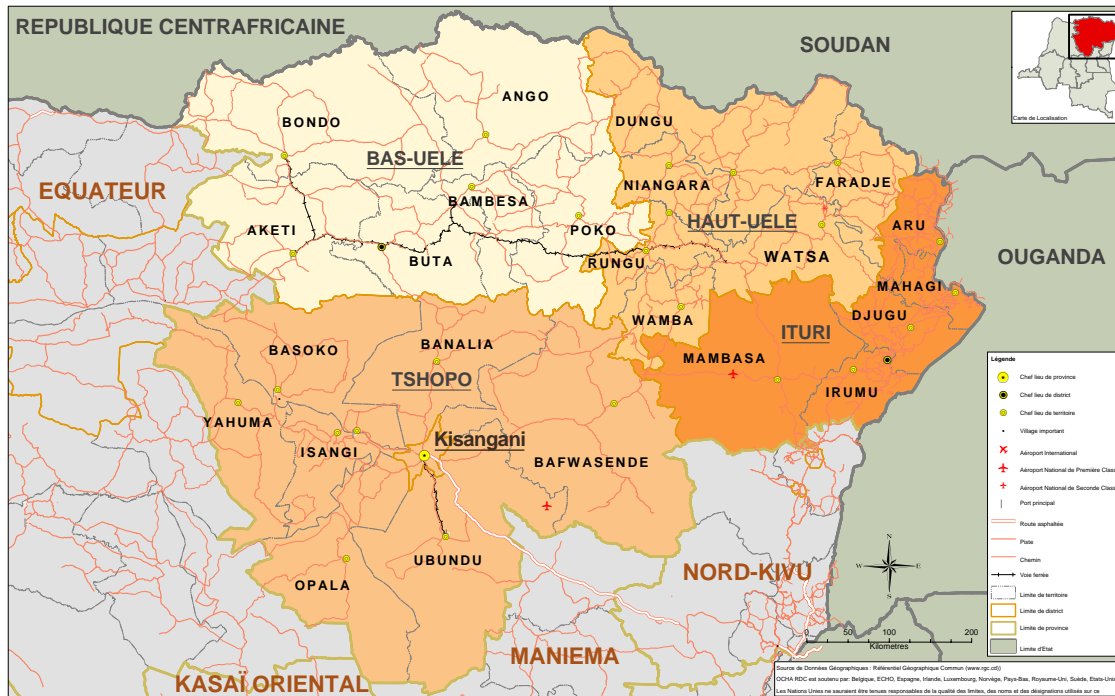 REPUBLIQUE CENTRAFRICAINE
SOUDAN
Carte de Localisation
ANGO
BONDO
DUNGU
BAS-UELE
EQUATEUR
NIANGARA
FARADJE
BAMBESA
HAUT-UELE
AKETI
POKO
ARU
BUTA
RUNGU
WATSA
OUGANDA
MAHAGI
WAMBA
DJUGU
ITURI
BASOKO
BANALIA
MAMBASA
TSHOPO
IRUMU
YAHUMA
ISANGI
Kisangani
BAFWASENDE
UBUNDU
OPALA
NORD-KIVU
MANIEMA
KASAÏ ORIENTAL
Légende
Chef lieu de province
Chef lieu de district
Chef lieu de territoire
Village important
Aéroport International
Aéroport National de Première Clas
Aéroport National de Seconde Clas
Port principal
Route asphaltée
Piste
Chemin
Voie ferrée
Limite de territoire
Limite de district
Limite de province
Limite d'Etat
N
W E
S
0 50 100 200
Kilometres
Source de Données Géographiques : Référentiel Géographique Commun (www.rgc.cd))
OCHA RDC est soutenu par: Belgique, ECHO, Espagne, Irlande, Luxembourg, Norvège, Pays-Bas, Royaume-Uni, Suède, Etats-Uni
Les Nations Unies ne sauraient être tenues responsables de la qualité des limites, des noms et des désignations utilisés sur ce